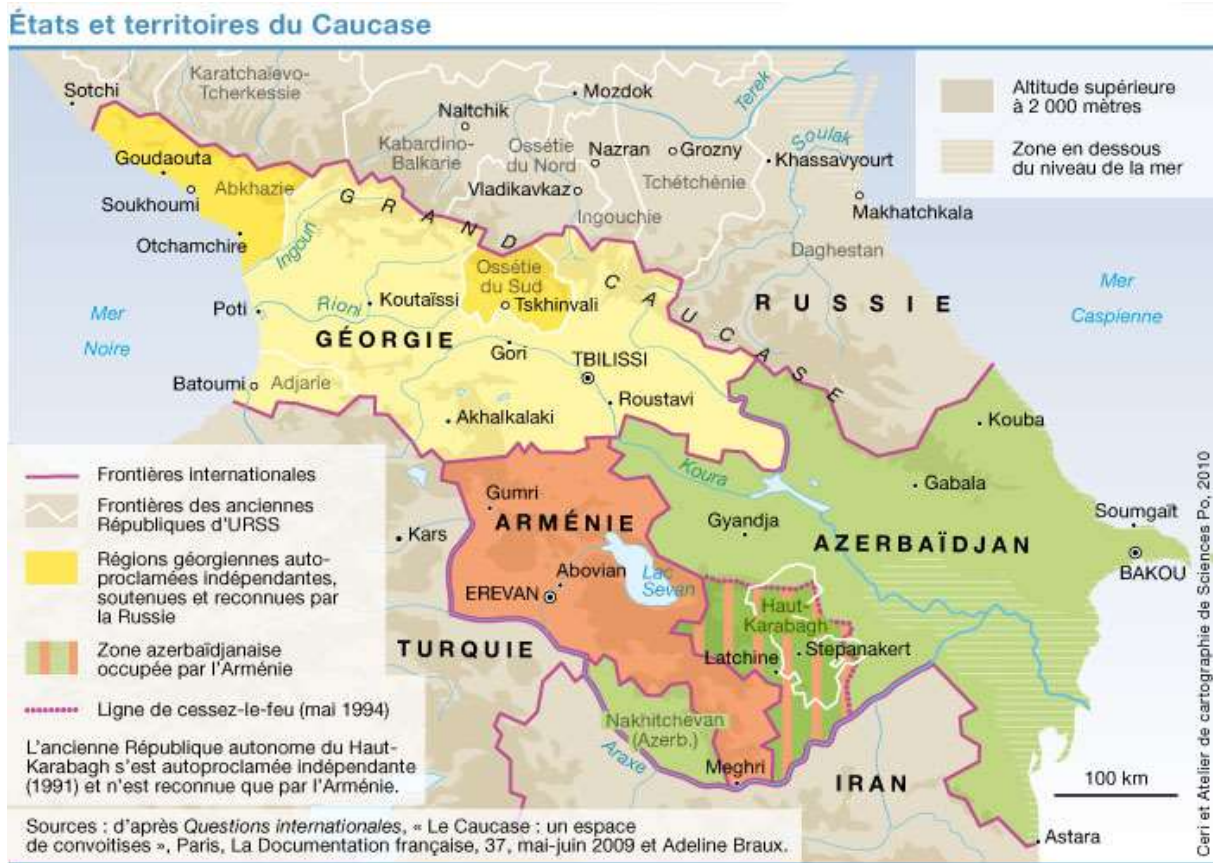 États et territoires du Caucase
Karatchaïevo-
Tcherkessie
Sotchi
Mozdok
Terek
Naltchik
Kabardino-
Balkarie
Ossétie
du Nord
Nazran
Grozny
Soulak
Khassavyourt
Tchétchénie
Vladikavkaz
Ingouchie
Makhatchkala
Daghestan
Altitude supérieure
à 2 000 mètres
Zone en dessous
du niveau de la mer
Goudaouta
Abkhazie
Soukhoumi
Otchamchire
Ingouri
GRAND CAUCASE
Ossétie
du Sud
Tskhinvali
RUSSIE
Mer
Caspienne
Mer
Noire
Poti
Rioni
Koutaïssi
GÉORGIE
Gori
TBILISSI
Batoumi
Adjarie
Akhalkalaki
Roustavi
Kouba
Koura
Gabala
Gumri
ARMÉNIE
Gyandja
AZERBAÏDJAN
Soumgaït
BAKOU
Kars
Abovian
Lac
Sevan
EREVAN
Haut-
Karabagh
TURQUIE
Latchine
Stepanakert
Nakhitchévan
(Azerb.)
Araxe
Meghri
IRAN
100 km
Astara
Frontières internationales
Frontières des anciennes
Républiques d'URSS
Régions géorgiennes auto-
proclamées indépendantes,
soutenues et reconnues par
la Russie
Zone azerbaïdjanaise
occupée par l'Arménie
Ligne de cessez-le-feu (mai 1994)
L'ancienne République autonome du Haut-
Karabagh s'est autoproclamée indépendante
(1991) et n'est reconnue que par l'Arménie.
Sources : d'après Questions internationales, « Le Caucase : un espace
de convoitises », Paris, La Documentation française, 37, mai-juin 2009 et Adeline Braux.
Ceri et Atelier de cartographie de Sciences Po, 2010